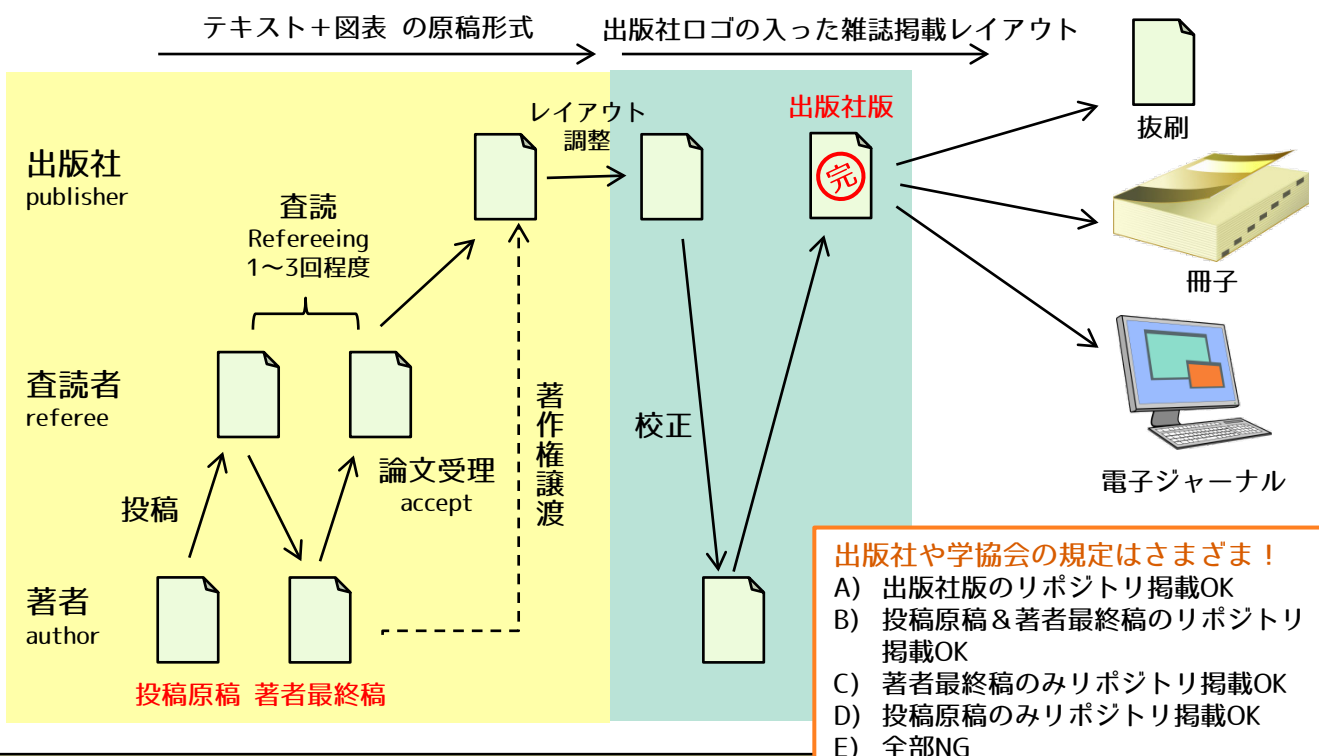 テキスト＋図表 の原稿形式
出版社ロゴの入った雑誌掲載レイアウト
出版社
publisher
査読
Refereeing
1～3回程度
レイアウト
調整
出版社版
完
抜刷
冊子
電子ジャーナル
査読者
referee
投稿
論文受理
accept
著作権譲渡
校正
著者
author
投稿原稿
著者最終稿
出版社や学協会の規定はさまざま！
A) 出版社版のリポジトリ掲載OK
B) 投稿原稿＆著者最終稿のリポジトリ
掲載OK
C) 著者最終稿のみリポジトリ掲載OK
D) 投稿原稿のみリポジトリ掲載OK
E) 全部NG